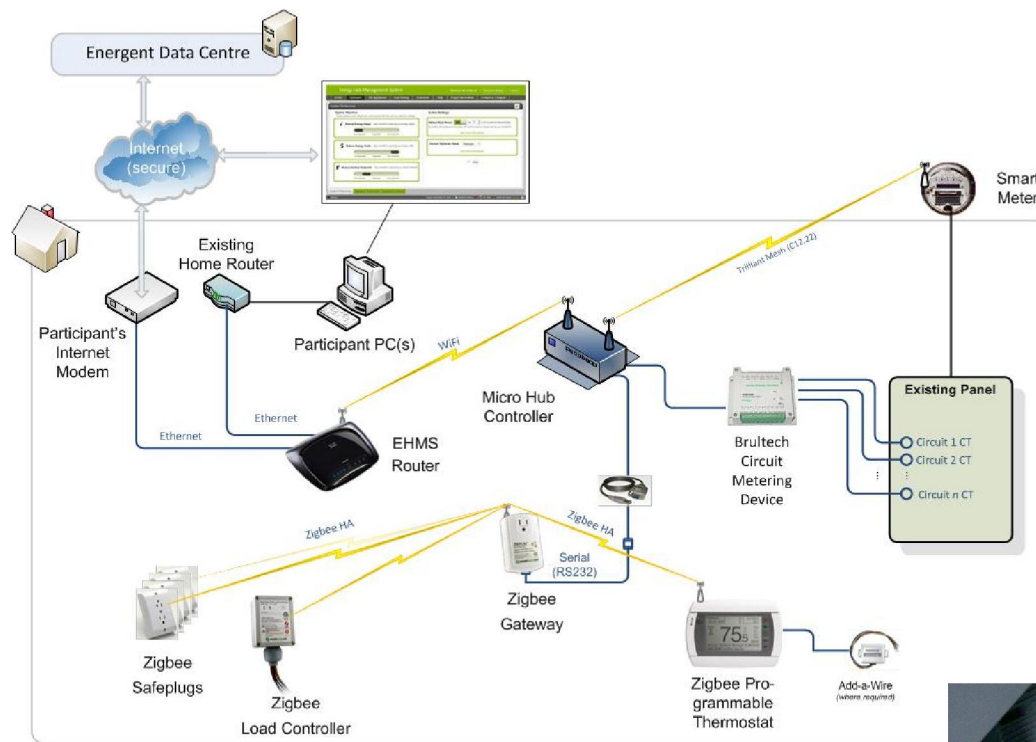 Energent Data Centre
Internet
(secure)
Smart
Meter
Trilliant Mesh (C12.22)
Existing
Home Router
Participant's
Internet
Modem
Participant PC(s)
WiFi
Micro Hub
Controller
Existing Panel
Circuit 1 CT
Circuit 2 CT
Circuit n CT
Brultech
Circuit
Metering
Device
Ethernet
Ethernet
EHMS
Router
Zigbee HA
Zigbee HA
Serial
(RS232)
Zigbee
Gateway
75
Zigbee
Safeplugs
Zigbee
Load Controller
Zigbee Pro-
grammable
Thermostat
Add-a-Wire
(where required)